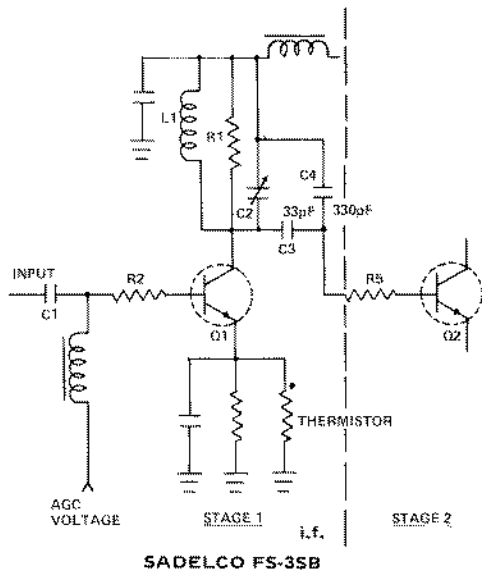 L1
R1
C4
C2
33pF
330pF
C3
INPUT
C1
R2
R5
Q1
Q2
THERMISTOR
AGC
VOLTAGE
STAGE 1
i.f.
STAGE 2
SADELCO FS-3SB